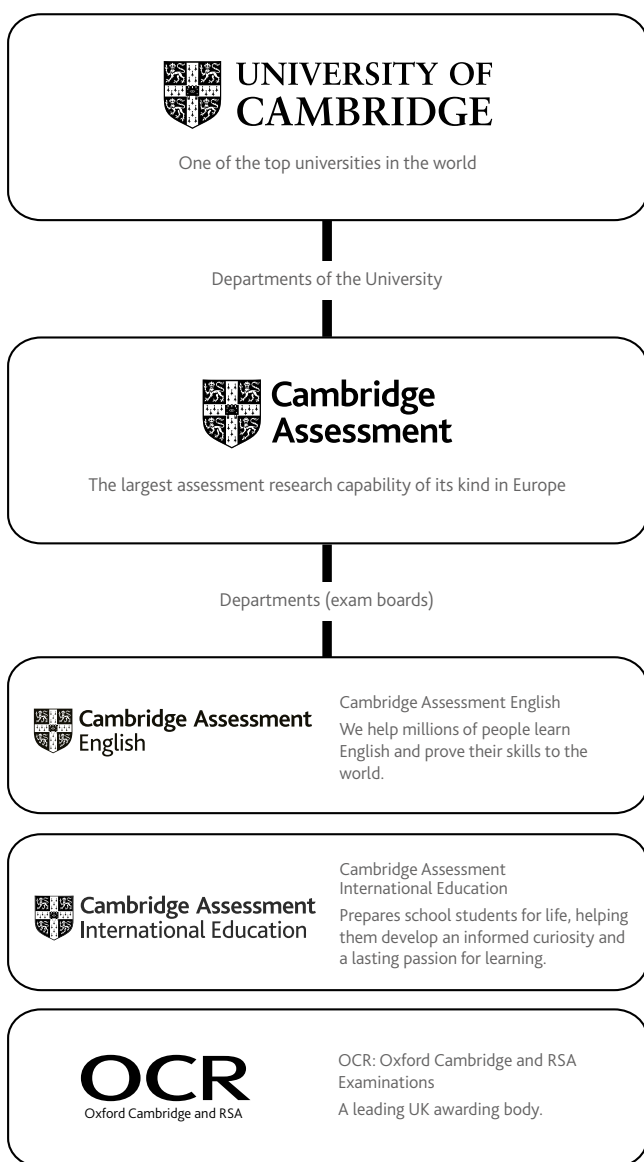 UNIVERSITY OF
CAMBRIDGE
One of the top universities in the world
Departments of the University
Cambridge
Assessment
The largest assessment research capability of its kind in Europe
Departments (exam boards)
Cambridge Assessment
English
Cambridge Assessment English
We help millions of people learn
English and prove their skills to the
world.
Cambridge Assessment
International Education
Cambridge Assessment
International Education
Prepares school students for life, helping
them develop an informed curiosity and
a lasting passion for learning.
OCR
Oxford Cambridge and RSA
OCR: Oxford Cambridge and RSA
Examinations
A leading UK awarding body.